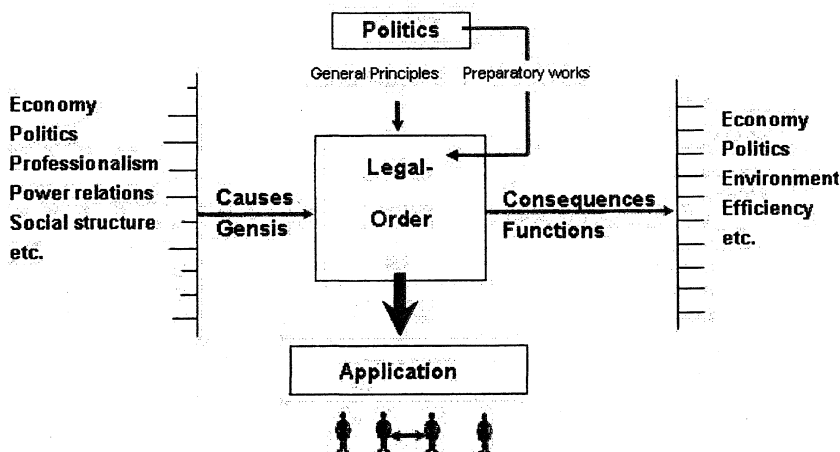 Politics
General Principles
Preparatory works
Economy
Politics
Professionalism
Power relations
Social structure
etc.
Causes
Gensis
Legal-
Order
Consequences
Functions
Economy
Politics
Environment
Efficiency
etc.
Application